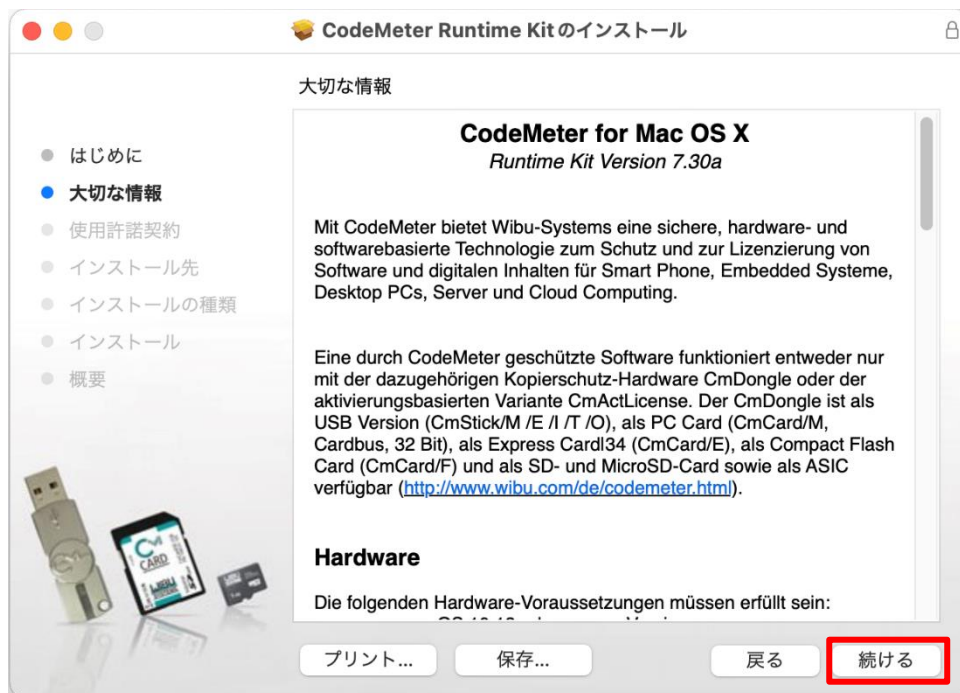 CodeMeter Runtime Kit のインストール
大切な情報
はじめに
大切な情報
使用許諾契約
インストール先
インストールの種類
インストール
概要
CodeMeter for Mac OS X
Runtime Kit Version 7.30a
Mit CodeMeter bietet Wibu-Systems eine sichere, hardware- und
softwarebasierte Technologie zum Schutz und zur Lizenzierung von
Software und digitalen Inhalten für Smart Phone, Embedded Systeme,
Desktop PCs, Server und Cloud Computing.
Eine durch CodeMeter geschützte Software funktioniert entweder nur
mit der dazugehörigen Kopierschutz-Hardware CmDongle oder der
aktivierungsbasierten Variante CmActLicense. Der CmDongle ist als
USB Version (CmStick/M /E /I /T /O), als PC Card (CmCard/M,
Cardbus, 32 Bit), als Express Card|34 (CmCard/E), als Compact Flash
Card (CmCard/F) und als SD- und MicroSD-Card sowie als ASIC
verfügbar (http://www.wibu.com/de/codemeter.html).
Hardware
Die folgenden Hardware-Voraussetzungen müssen erfüllt sein:
CARD
WIBU
プリント...
保存...
戻る
続ける